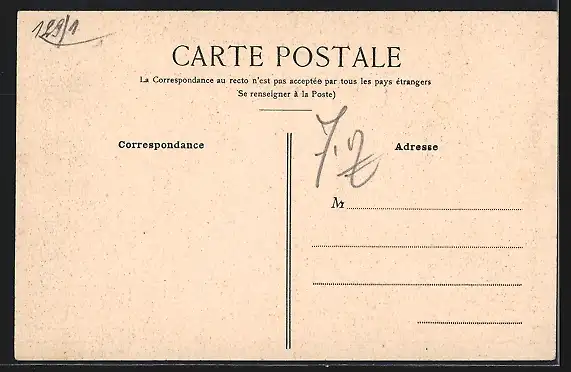 129/1
CARTE POSTALE
La Correspondance au recto n'est pas acceptée par tous les pays étrangers
(Se renseigner à la Poste)
Correspondance
Adresse
M